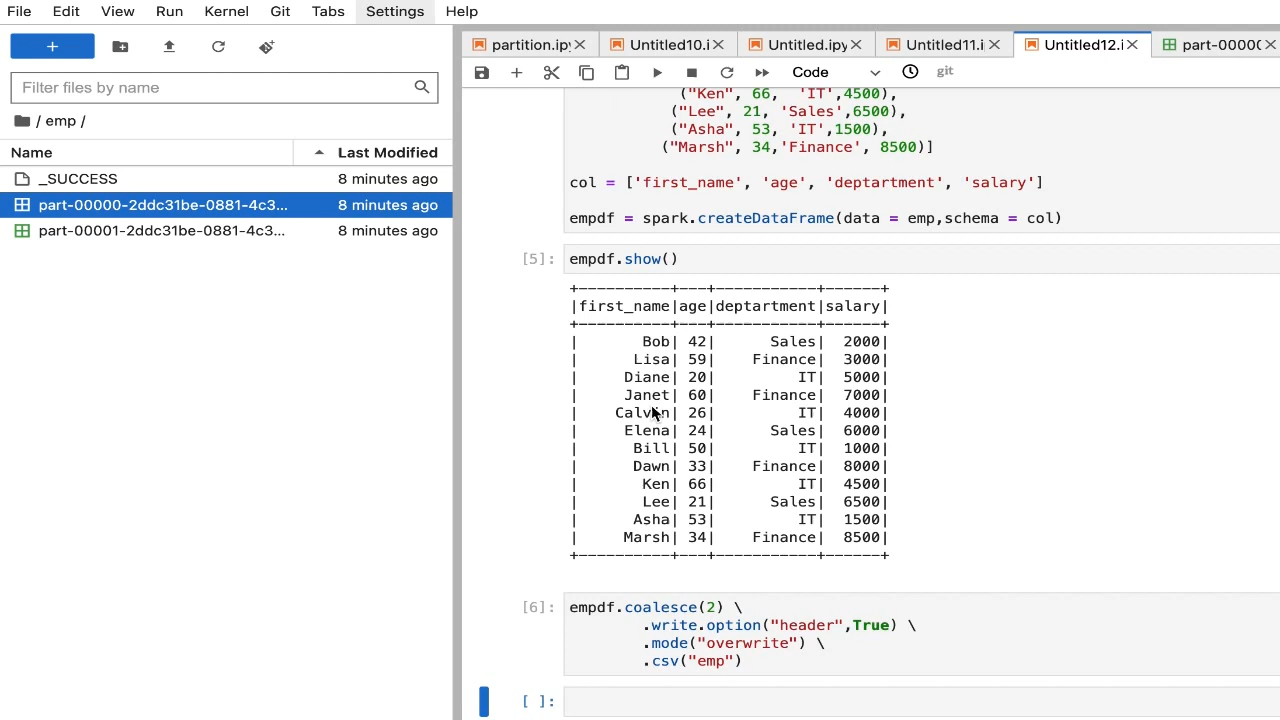 File Edit View Run Kernel Git Tabs Settings Help
partition.ipy Untitled10.i Untitled.ipy Untitled11.i Untitled12.i part-0000(
Code git
Filter files by name
/ emp /
Name Last Modified
_SUCCESS 8 minutes ago
part-00000-2ddc31be-0881-4c3... 8 minutes ago
part-00001-2ddc31be-0881-4c3... 8 minutes ago
("Ken", 66, 'IT',4500),
("Lee", 21, 'Sales',6500),
("Asha", 53, 'IT',1500),
("Marsh", 34,'Finance', 8500)]
col = ['first_name', 'age', 'deptartment', 'salary']
empdf = spark.createDataFrame(data = emp,schema = col)
[5]: empdf.show()
+----------+---+-----------+------+
|first_name|age|deptartment|salary|
+----------+---+-----------+------+
| Bob| 42| Sales| 2000|
| Lisa| 59| Finance| 3000|
| Diane| 20| IT| 5000|
| Janet| 60| Finance| 7000|
| Calvin| 26| IT| 4000|
| Elena| 24| Sales| 6000|
| Bill| 50| IT| 1000|
| Dawn| 33| Finance| 8000|
| Ken| 66| IT| 4500|
| Lee| 21| Sales| 6500|
| Asha| 53| IT| 1500|
| Marsh| 34| Finance| 8500|
+----------+---+-----------+------+
[6]: empdf.coalesce(2) \
.write.option("header",True) \
.mode("overwrite") \
.csv("emp")
[ ]: